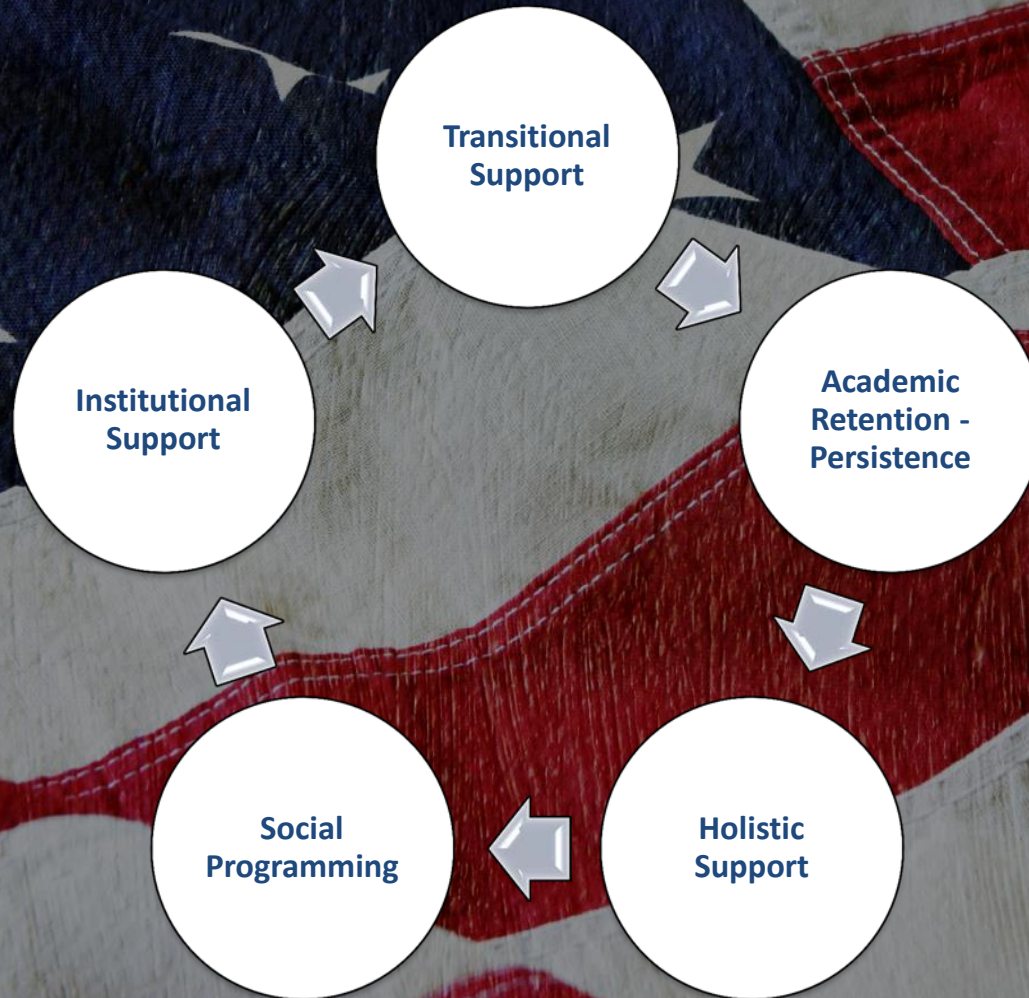 Transitional
Support
Academic
Retention -
Persistence
Holistic
Support
Social
Programming
Institutional
Support